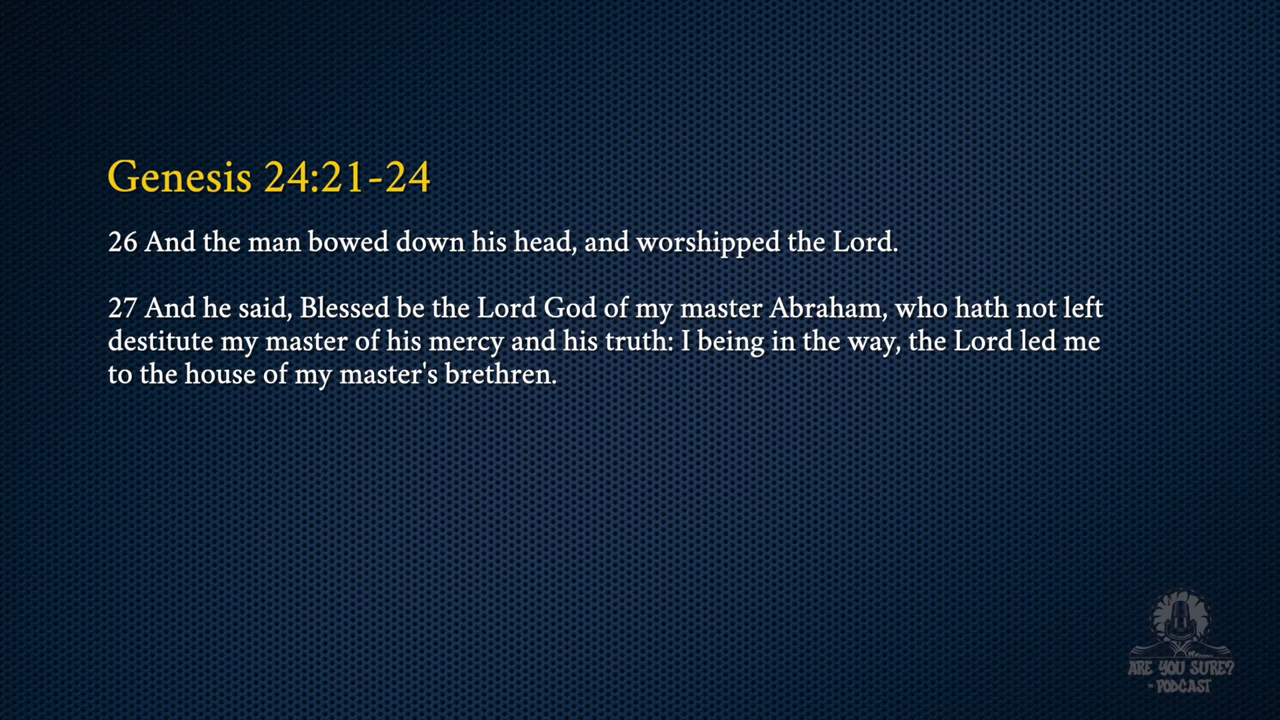 Genesis 24:21-24
26 And the man bowed down his head, and worshipped the Lord.
27 And he said, Blessed be the Lord God of my master Abraham, who hath not left
destitute my master of his mercy and his truth: I being in the way, the Lord led me
to the house of my master's brethren.
ARE YOU SURE?
PODCAST